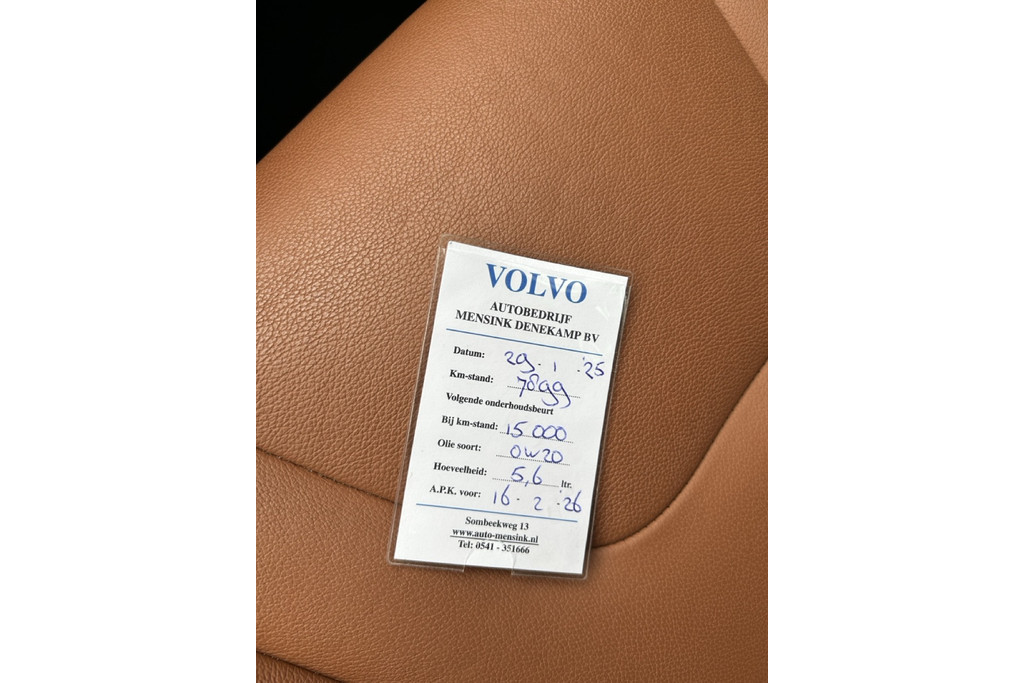 VOLVO
AUTOBEDRIJF
MENSINK DENEKAMP BV
Datum: 29. 1 .'25
Km-stand: 7899
Volgende onderhoudsbeurt
Bij km-stand: 15 000
Olie soort: 0W20
Hoeveelheid: 5,6 ltr.
A.P.K. voor: 16. 2 .'26
Sombeekweg 13
www.auto-mensink.nl
Tel: 0541 - 351666